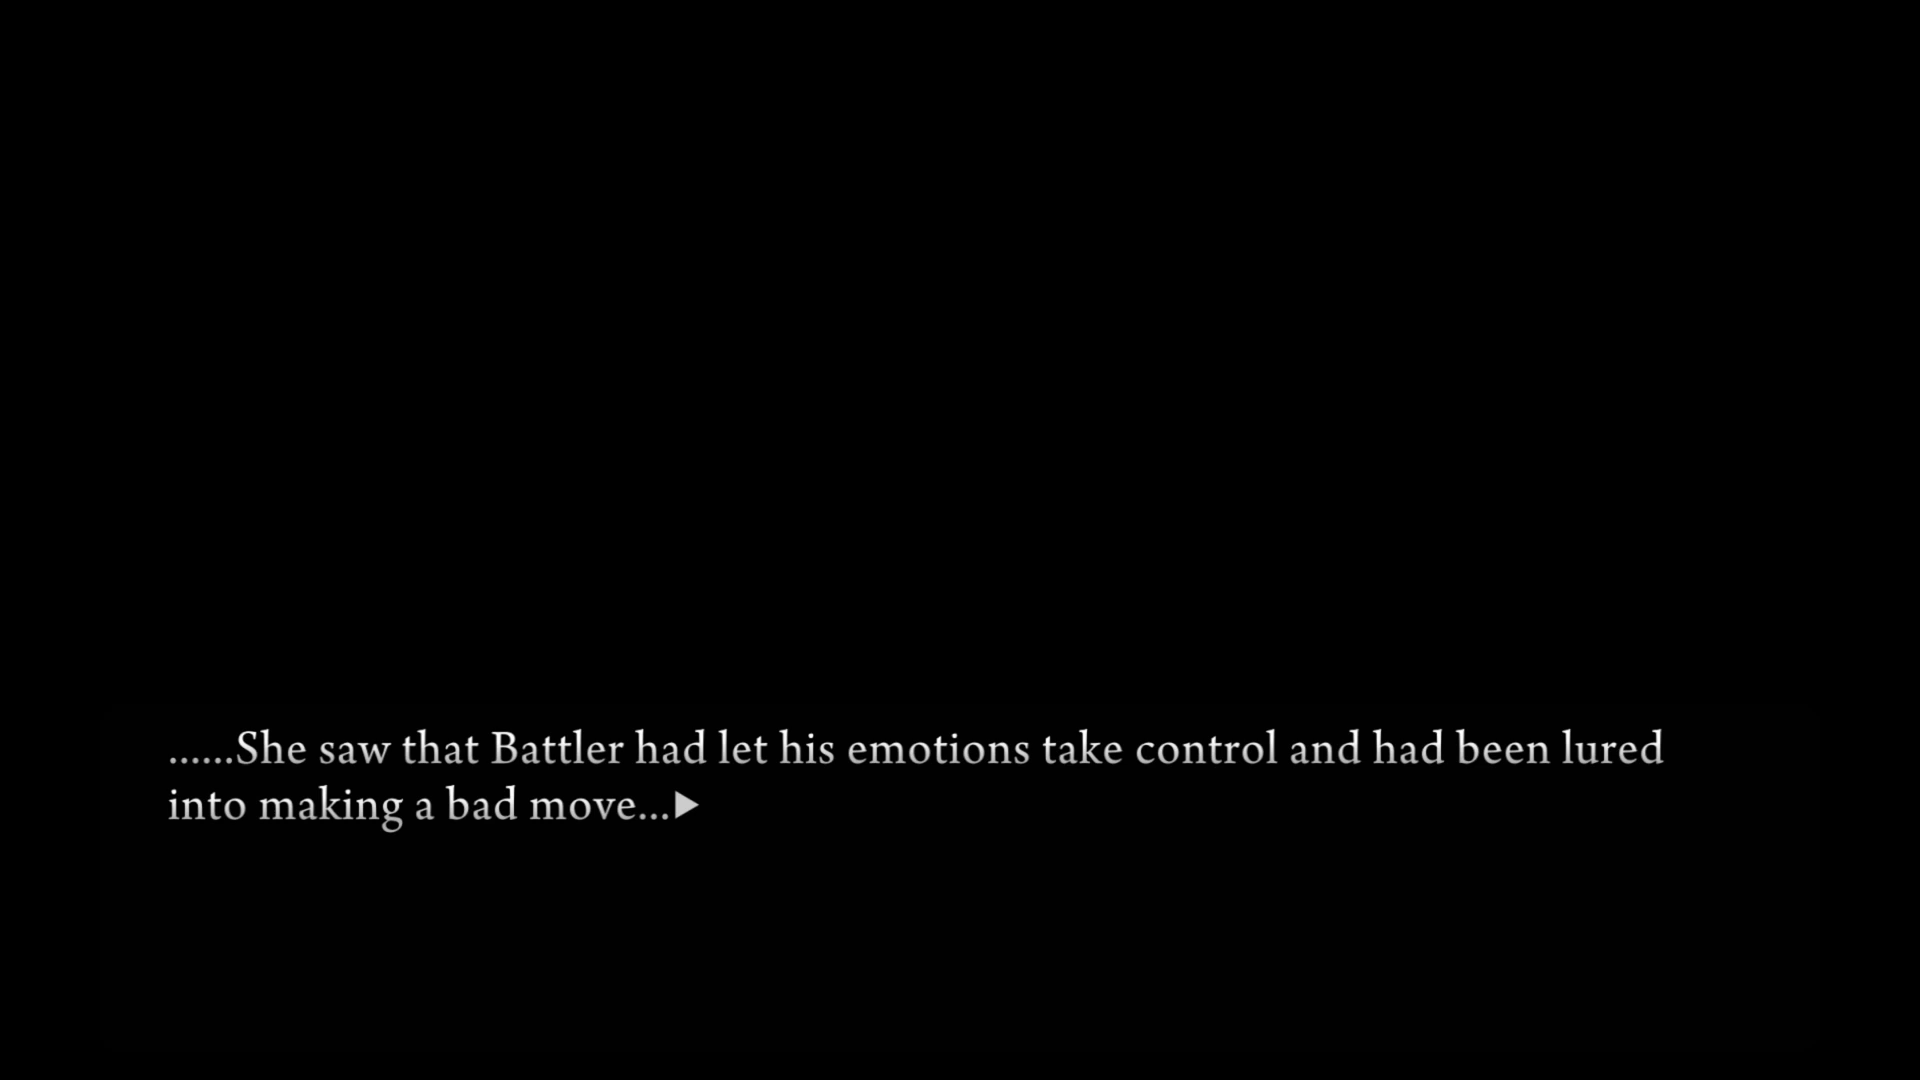 ......She saw that Battler had let his emotions take control and had been lured
into making a bad move...